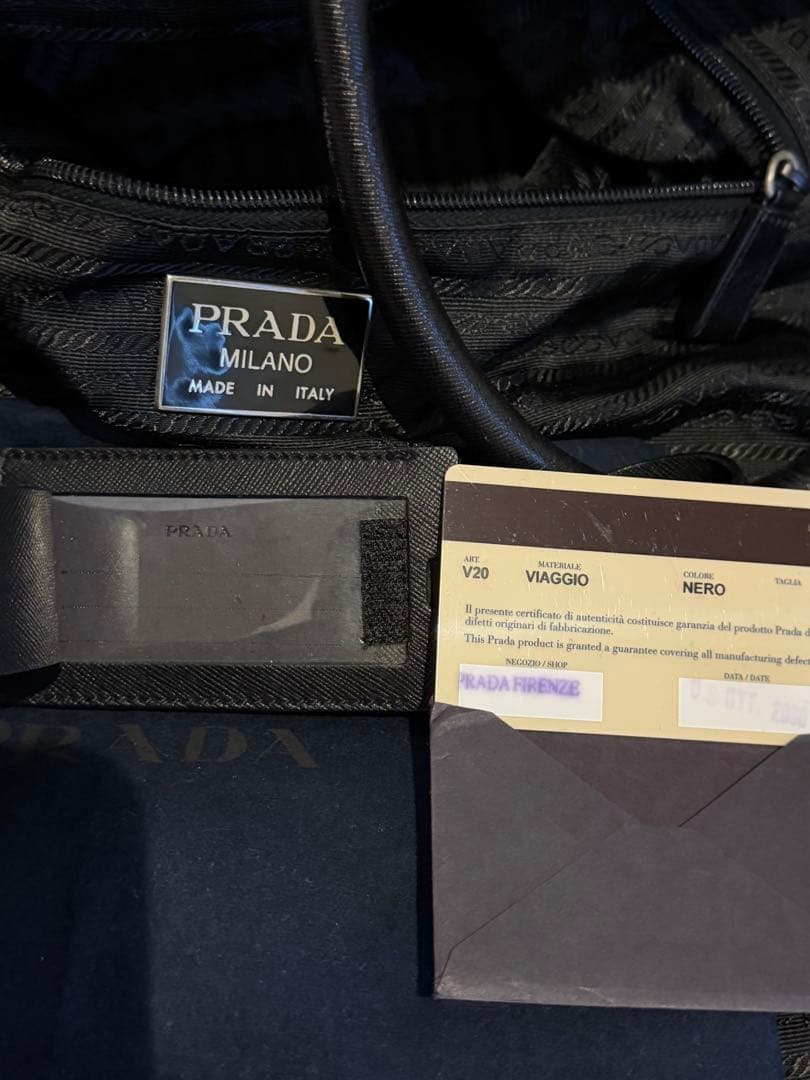 PRADA
MILANO
MADE IN ITALY
PRADA
ART.
V20
MATERIALE
VIAGGIO
COLORE
NERO
TAGLIA
Il presente certificato di autenticità costituisce garanzia del prodotto Prada d
difetti originari di fabbricazione.
This Prada product is granted a guarantee covering all manufacturing defect
NEGOZIO / SHOP
PRADA FIRENZE
DATA / DATE
PRADA